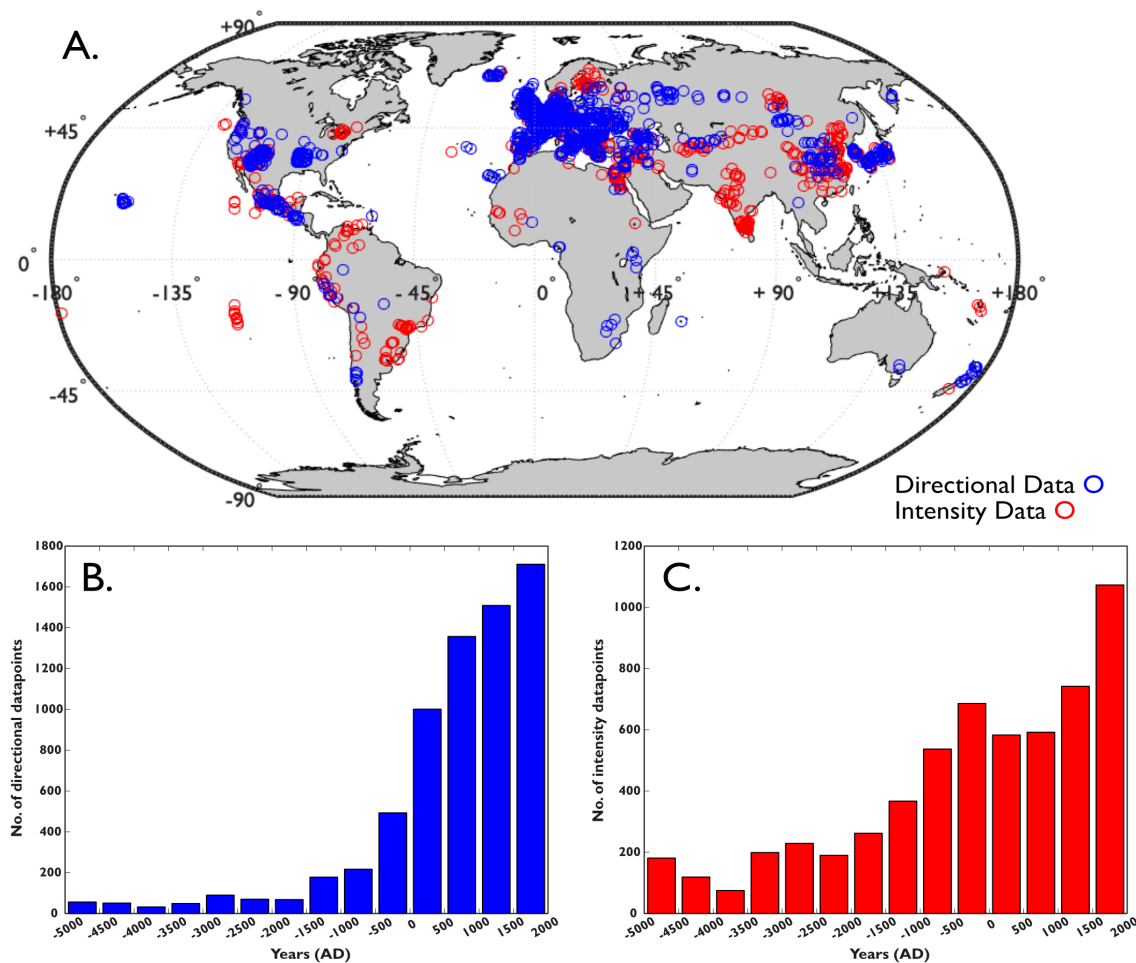 A.
+90°
+45°
0°
-180° -135° -90° -45° 0° +45° +90° +135° +180°
-45°
-90°
Directional Data
Intensity Data
B.
No. of directional datapoints
1800
1600
1400
1200
1000
800
600
400
200
0
-5000 -4500 -4000 -3500 -3000 -2500 -2000 -1500 -1000 -500 0 500 1000 1500 2000
Years (AD)
C.
No. of intensity datapoints
1200
1000
800
600
400
200
0
-5000 -4500 -4000 -3500 -3000 -2500 -2000 -1500 -1000 -500 0 500 1000 1500 2000
Years (AD)